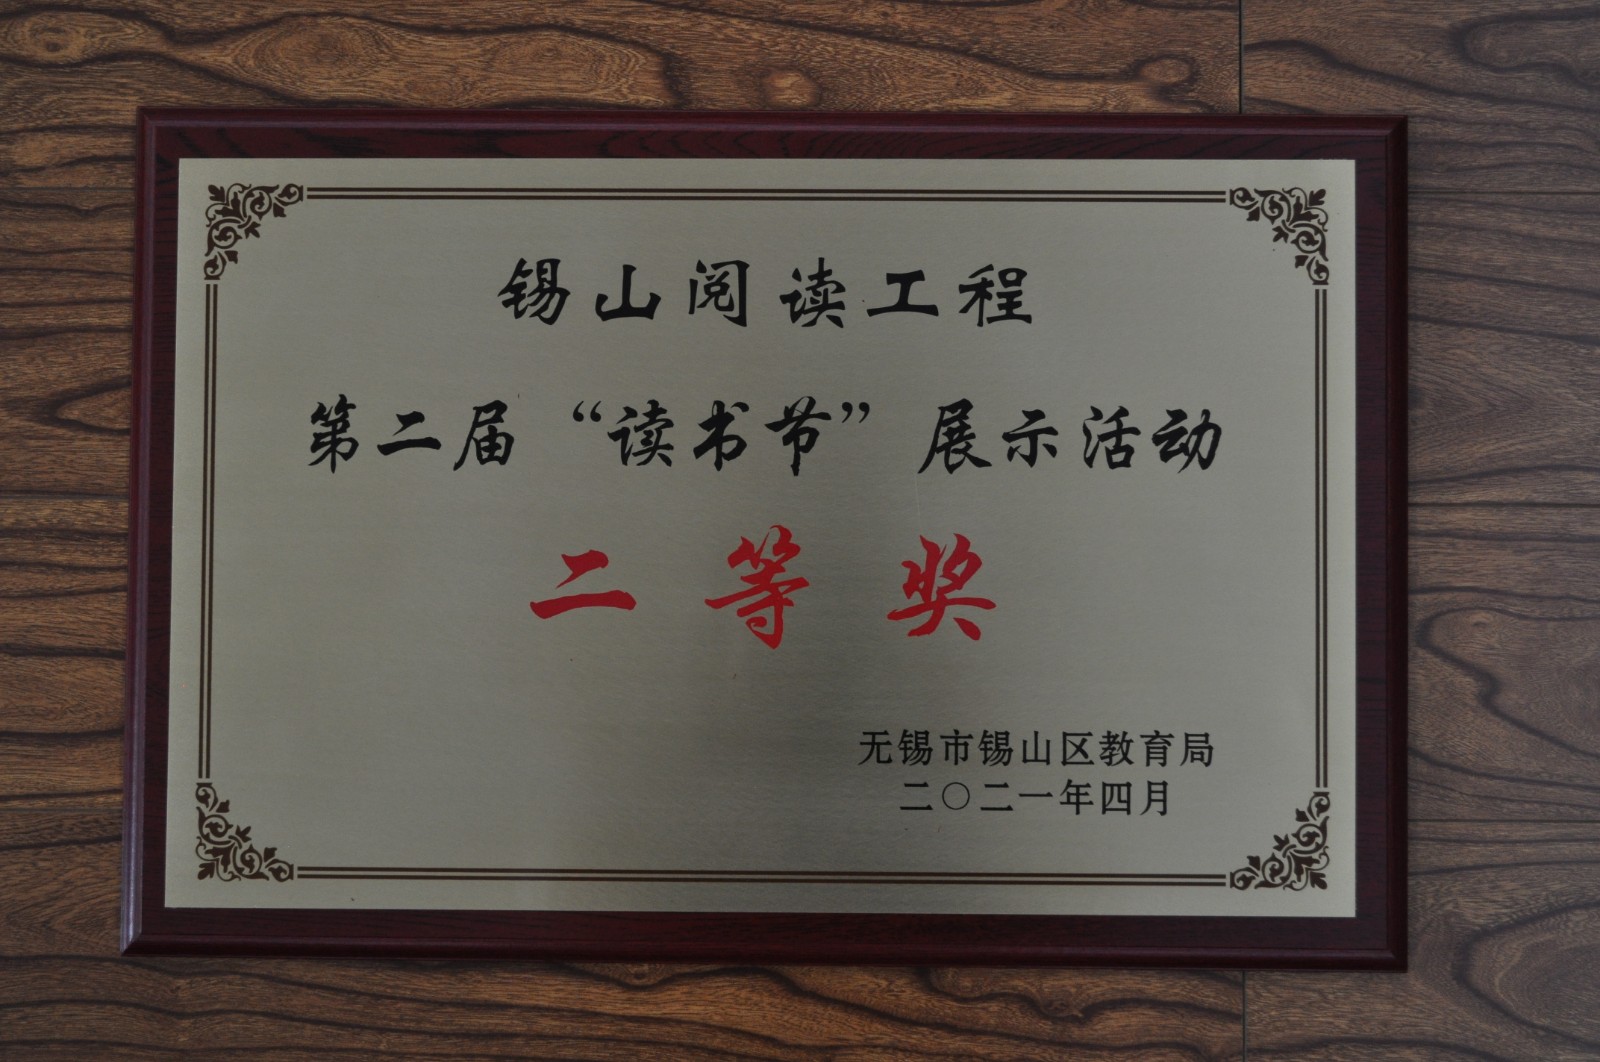 锡山阅读工程
第二届“读书节”展示活动
二等奖
无锡市锡山区教育局
二〇二一年四月